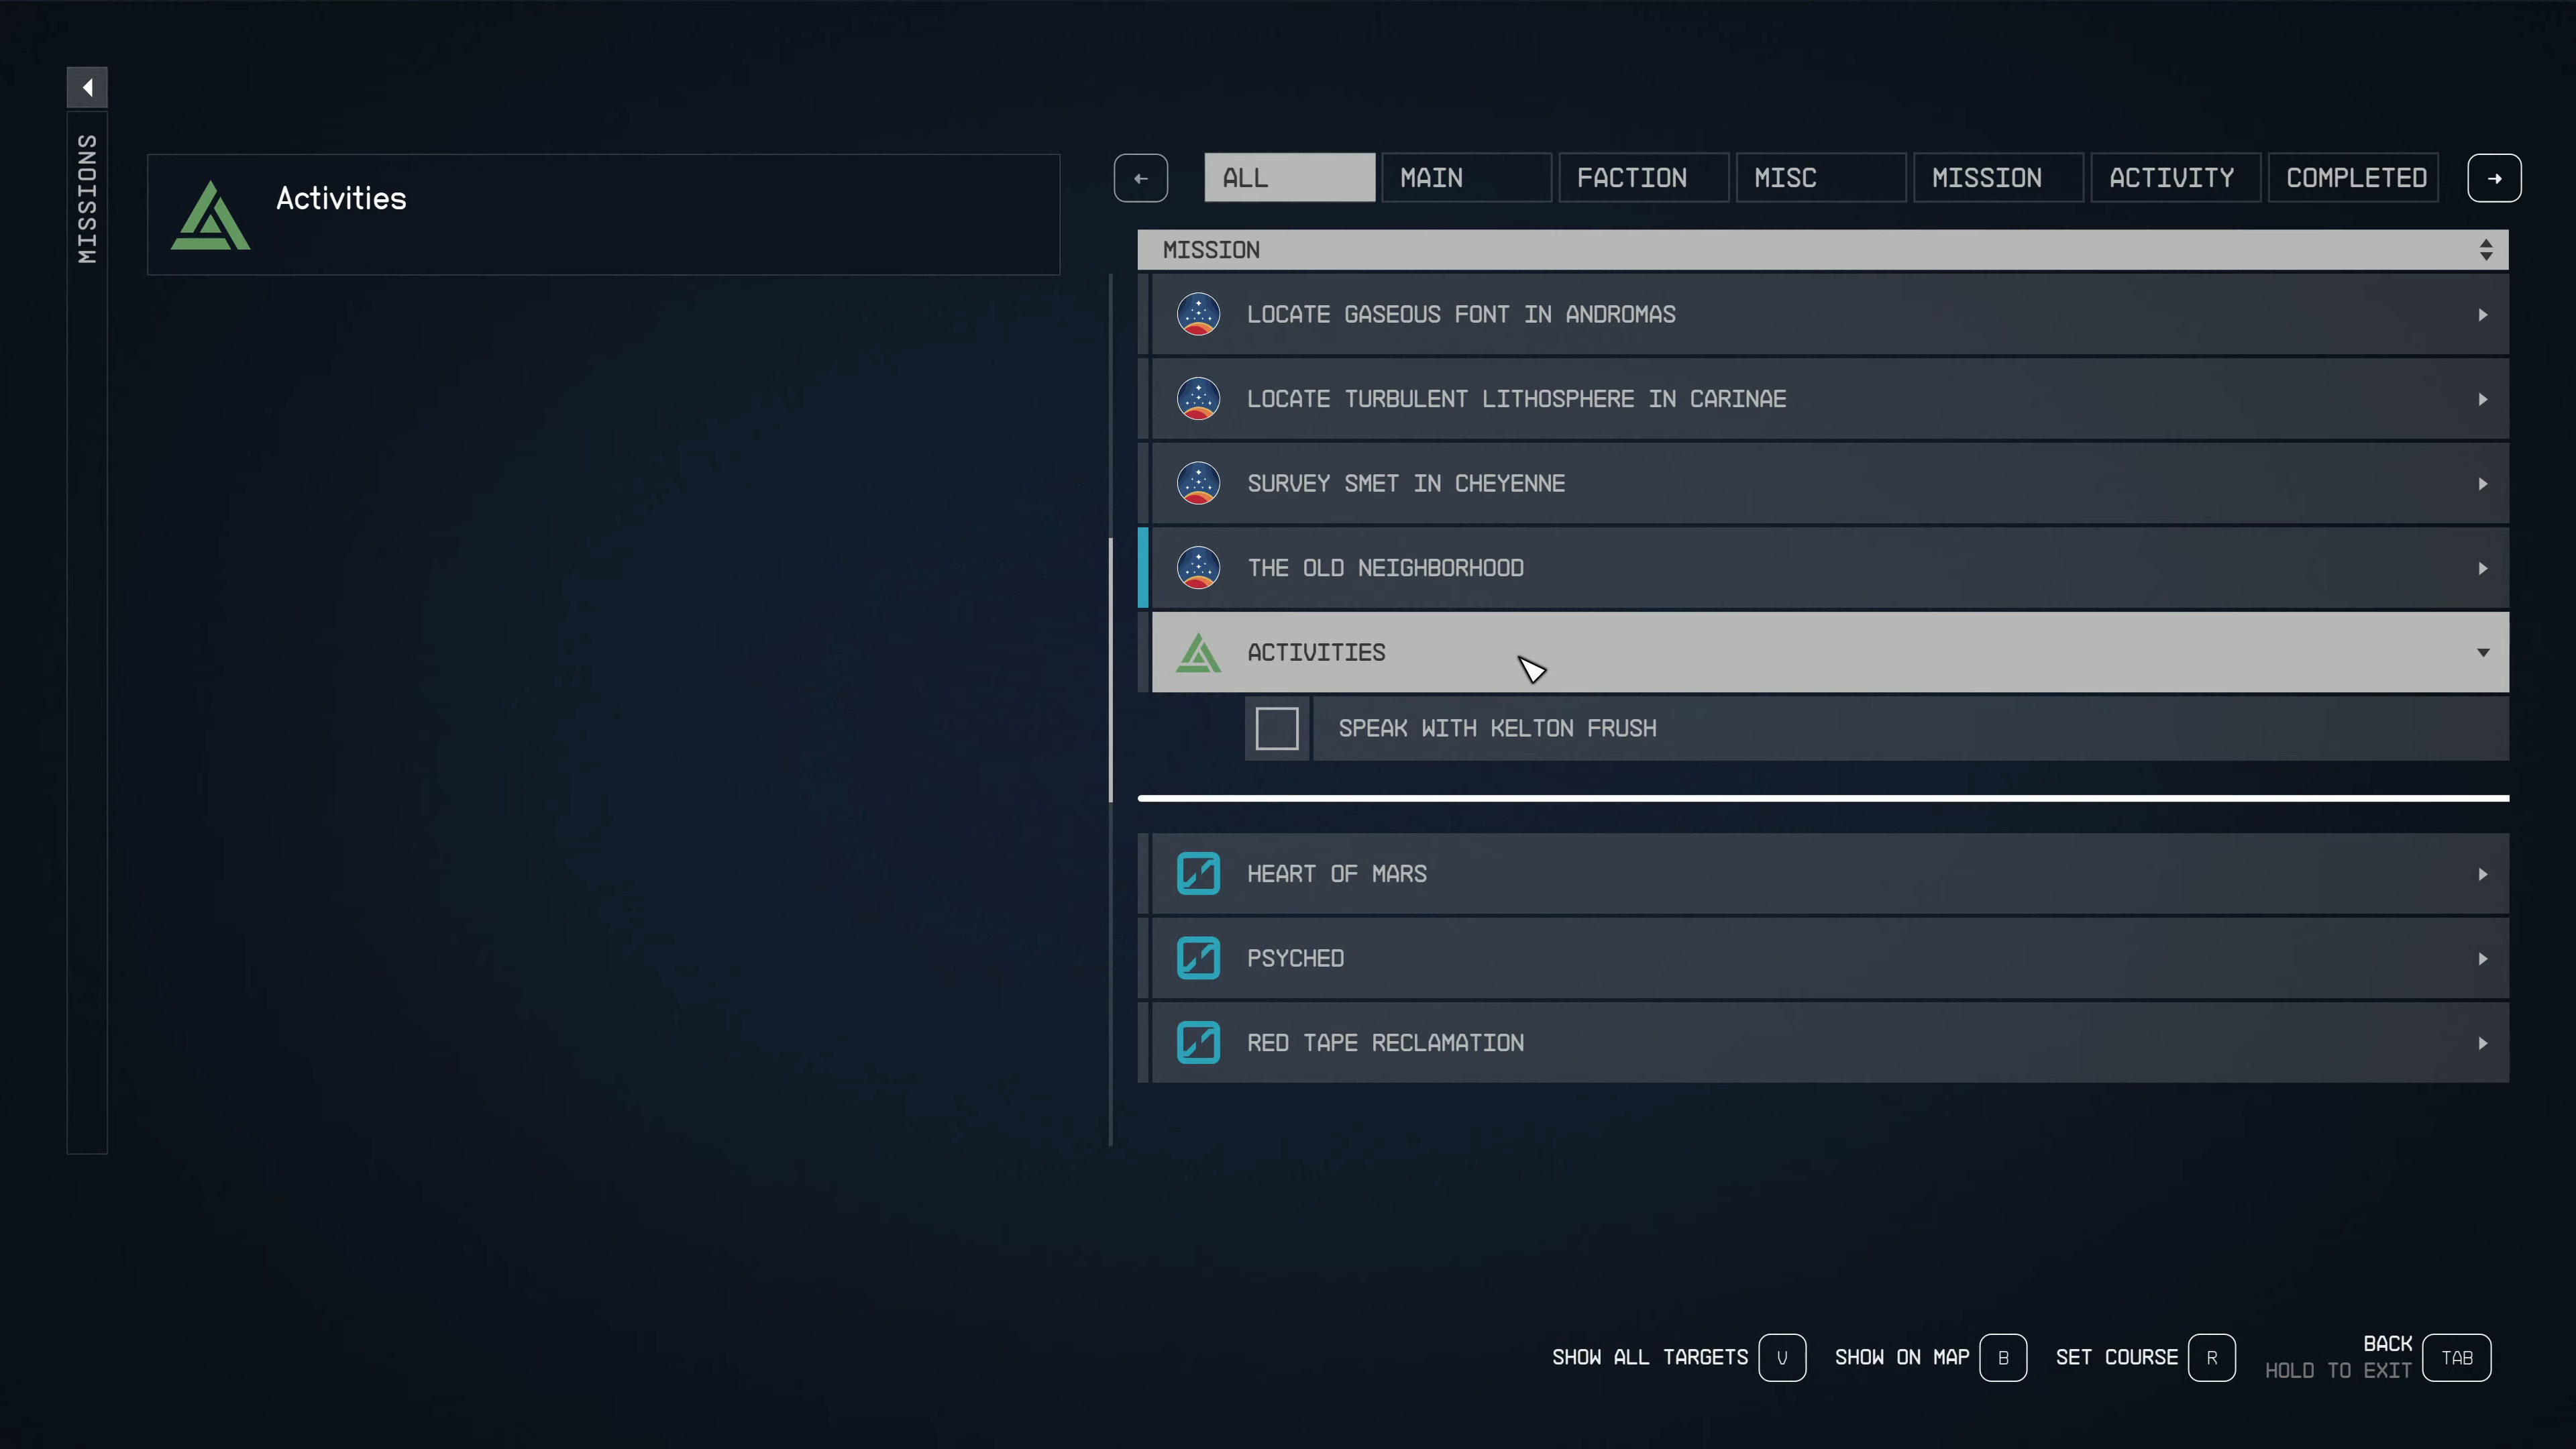 MISSIONS
Activities
ALL
MAIN
FACTION
MISC
MISSION
ACTIVITY
COMPLETED
MISSION
LOCATE GASEOUS FONT IN ANDROMAS
LOCATE TURBULENT LITHOSPHERE IN CARINAE
SURVEY SMET IN CHEYENNE
THE OLD NEIGHBORHOOD
ACTIVITIES
SPEAK WITH KELTON FRUSH
HEART OF MARS
PSYCHED
RED TAPE RECLAMATION
SHOW ALL TARGETS V
SHOW ON MAP B
SET COURSE R
BACK
HOLD TO EXIT
TAB